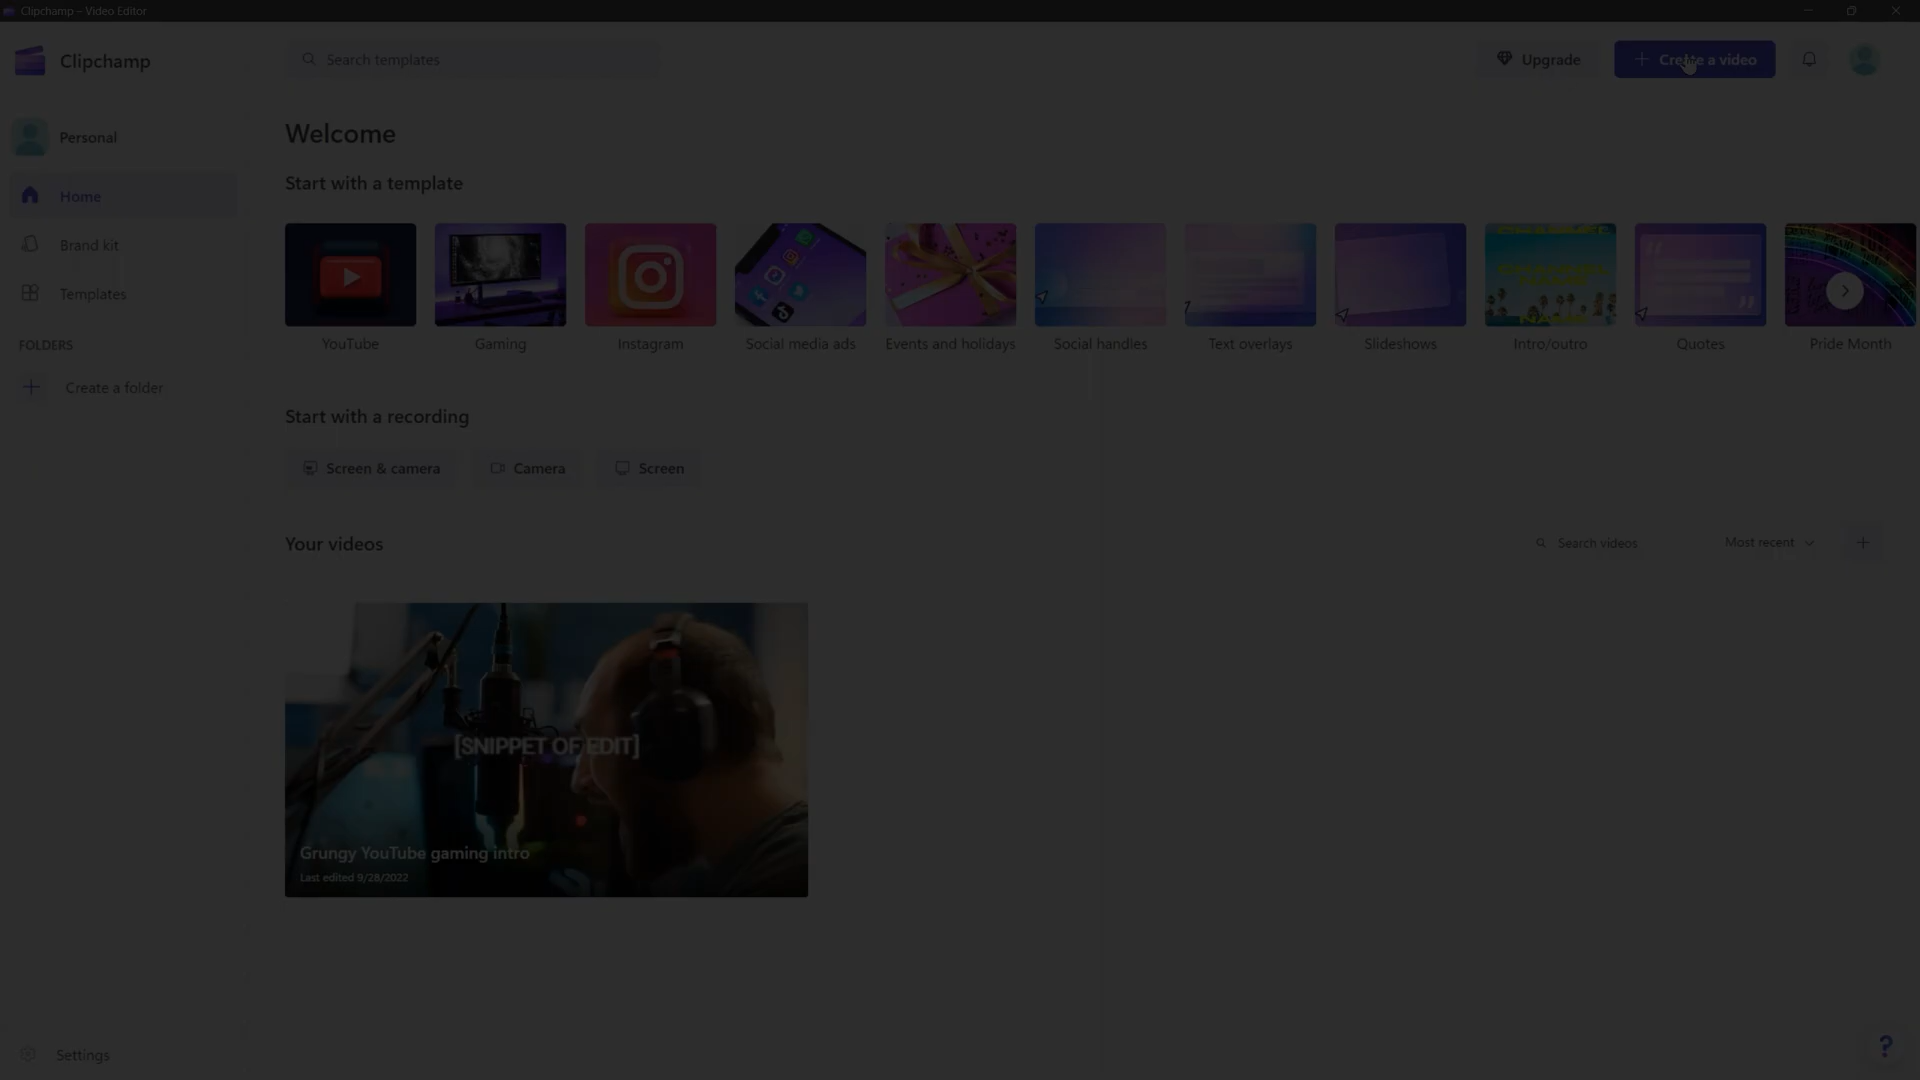 Clipchamp – Video Editor
Clipchamp
Search templates
Upgrade
Create a video
Personal
Home
Brand kit
Templates
FOLDERS
Create a folder
Settings
Welcome
Start with a template
YouTube
Gaming
Instagram
Social media ads
Events and holidays
Social handles
Text overlays
Slideshows
Intro/outro
Quotes
Pride Month
Start with a recording
Screen & camera
Camera
Screen
Your videos
Search videos
Most recent
[SNIPPET OF EDIT]
Grungy YouTube gaming intro
Last edited 9/28/2022
?